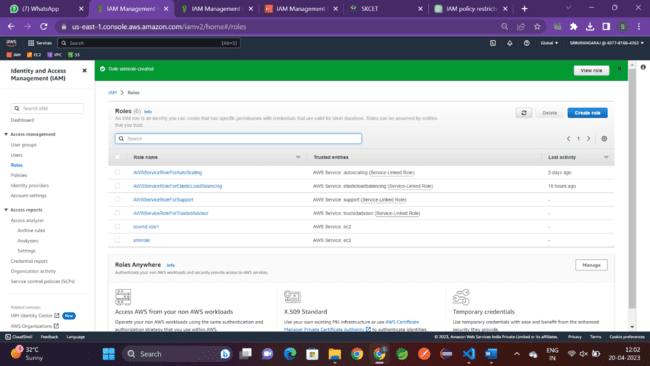 (7) WhatsApp
IAM Management
IAM Management
IAM Management
SKCET
IAM policy restrict
us-east-1.console.aws.amazon.com/iamv2/home#/roles
aws
Services
Search
[Alt+S]
Global
IAM
EC2
VPC
S3
Identity and Access
Management (IAM)
Search IAM
Dashboard
Access management
User groups
Users
Roles
Policies
Identity providers
Account settings
Access reports
Access analyzer
Archive rules
Analyzers
Settings
Credential report
Organization activity
Service control policies (SCPs)
Related consoles
IAM Identity Center
New
AWS Organizations
View role
IAM
Roles
Roles (6)
Info
An IAM role is an identity you can create that has specific permissions with credentials that are valid for short durations. Roles can be assumed by entities
that you trust.
Delete
Create role
Search
1
Role name
Trusted entities
Last activity
AWSServiceRoleForAutoScaling
AWS Service: autoscaling (Service-Linked Role)
3 days ago
AWSServiceRoleForElasticLoadBalancing
AWS Service: elasticloadbalancing (Service-Linked Role)
AWSServiceRoleForSupport
AWS Service: support (Service-Linked Role)
-
AWSServiceRoleForTrustedAdvisor
AWS Service: trustedadvisor (Service-Linked Role)
-
AWS Service: ec2
-
AWS Service: ec2
-
Roles Anywhere
Info
Authenticate your non AWS workloads and securely provide access to AWS services.
Manage
Access AWS from your non AWS workloads
Operate your non AWS workloads using the same authentication and
authorization strategy that you use within AWS.
X.509 Standard
Use your own existing PKI infrastructure or use AWS Certificate
Manager Private Certificate Authority to authenticate identities.
Temporary credentials
Use temporary credentials with ease and benefit from the enhanced
security they provide.
CloudShell
Feedback
Language
© 2023, Amazon Web Services India Private Limited or its affiliates.
Privacy
Terms
Cookie preferences
32°C
Sunny
Search
ENG
IN
12:02
20-04-2023